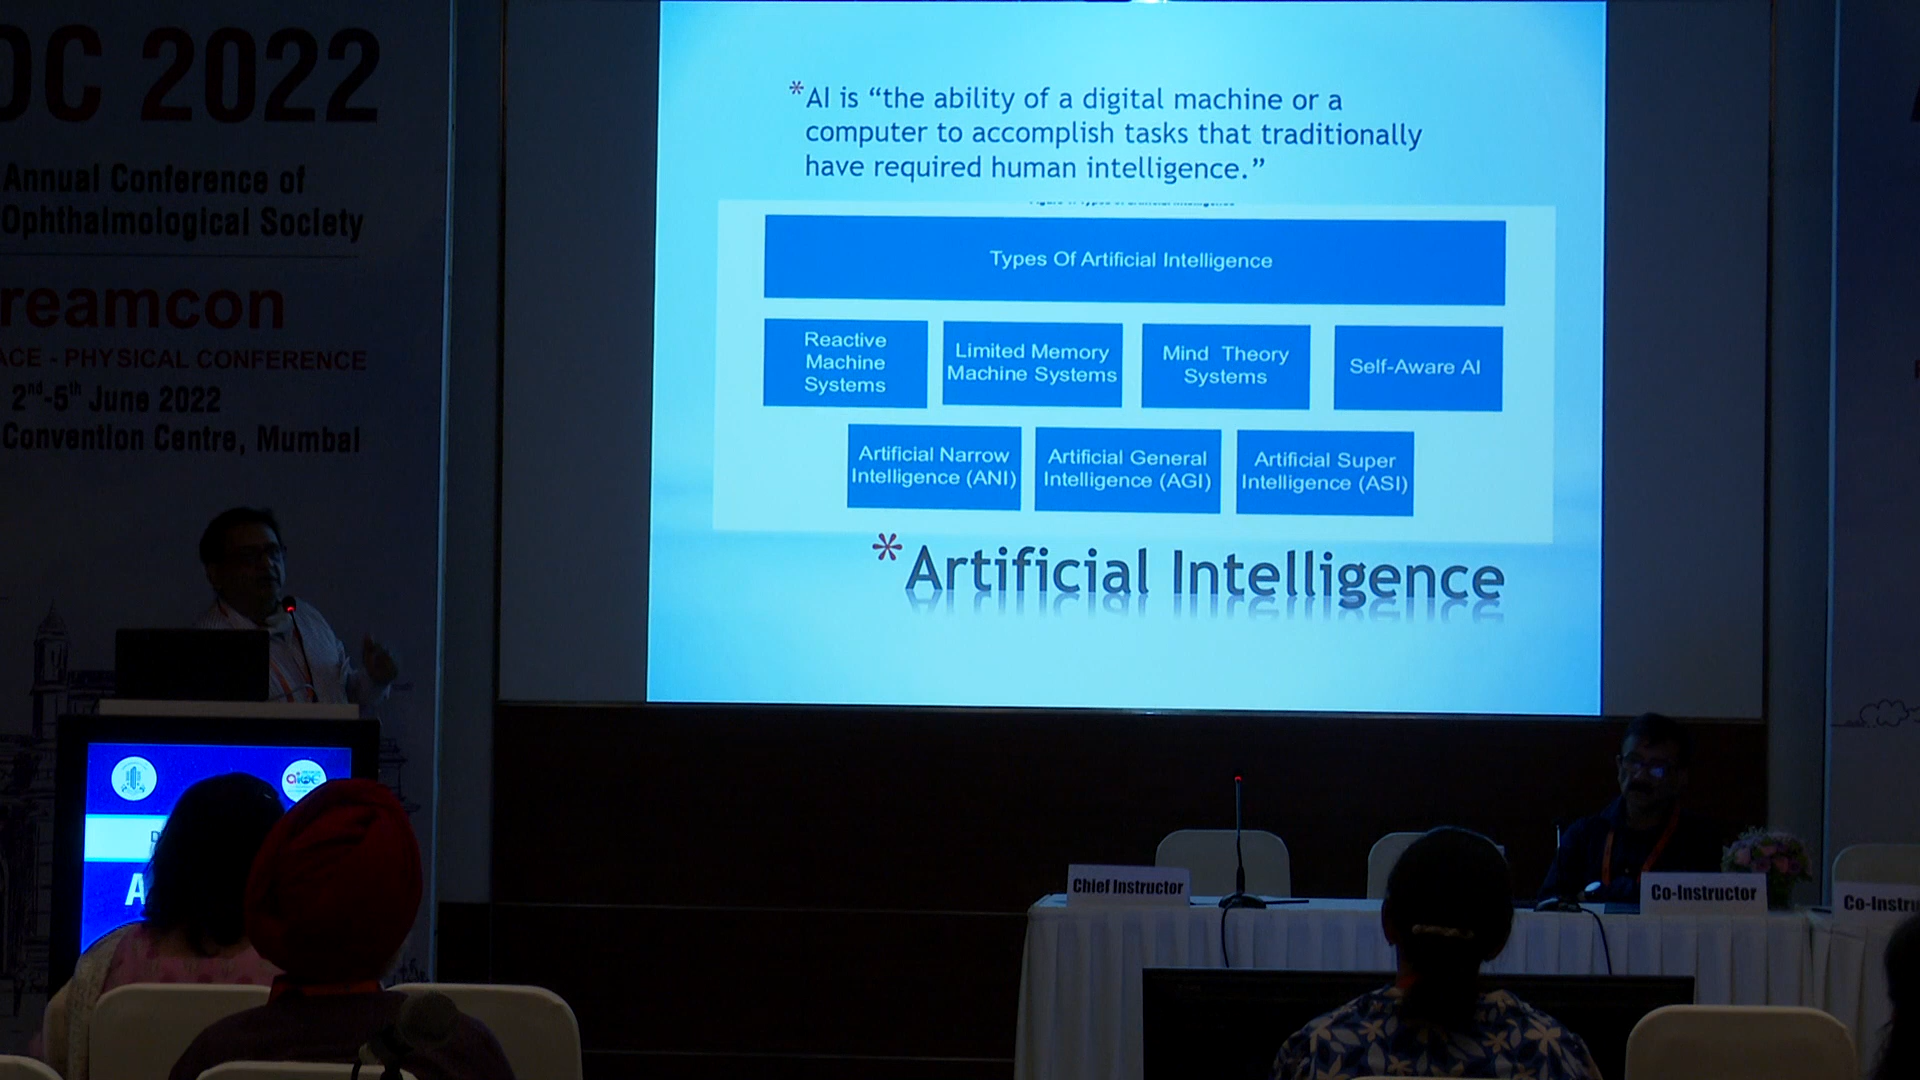 OC 2022
Annual Conference of
Ophthalmological Society
reamcon
ACE - PHYSICAL CONFERENCE
2nd-5th June 2022
Convention Centre, Mumbai
*AI is “the ability of a digital machine or a
computer to accomplish tasks that traditionally
have required human intelligence.”
Types Of Artificial Intelligence
Reactive
Machine
Systems
Limited Memory
Machine Systems
Mind Theory
Systems
Self-Aware AI
Artificial Narrow
Intelligence (ANI)
Artificial General
Intelligence (AGI)
Artificial Super
Intelligence (ASI)
*Artificial Intelligence
A
Chief Instructor
Co-Instructor
Co-Instru